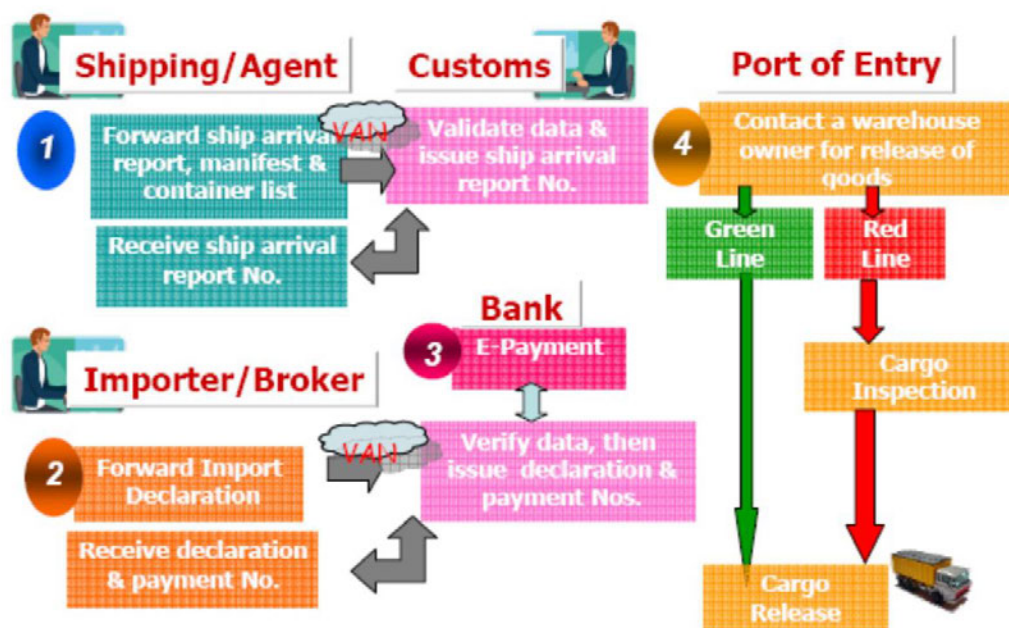 Shipping/Agent
Customs
Port of Entry
1
Forward ship arrival
report, manifest &
container list
VAN
Validate data &
issue ship arrival
report No.
Receive ship arrival
report No.
4
Contact a warehouse
owner for release of
goods
Green
Line
Red
Line
Cargo
Inspection
Cargo
Release
Bank
3
E-Payment
Importer/Broker
2
Forward Import
Declaration
VAN
Verify data, then
issue declaration &
payment Nos.
Receive declaration
& payment No.